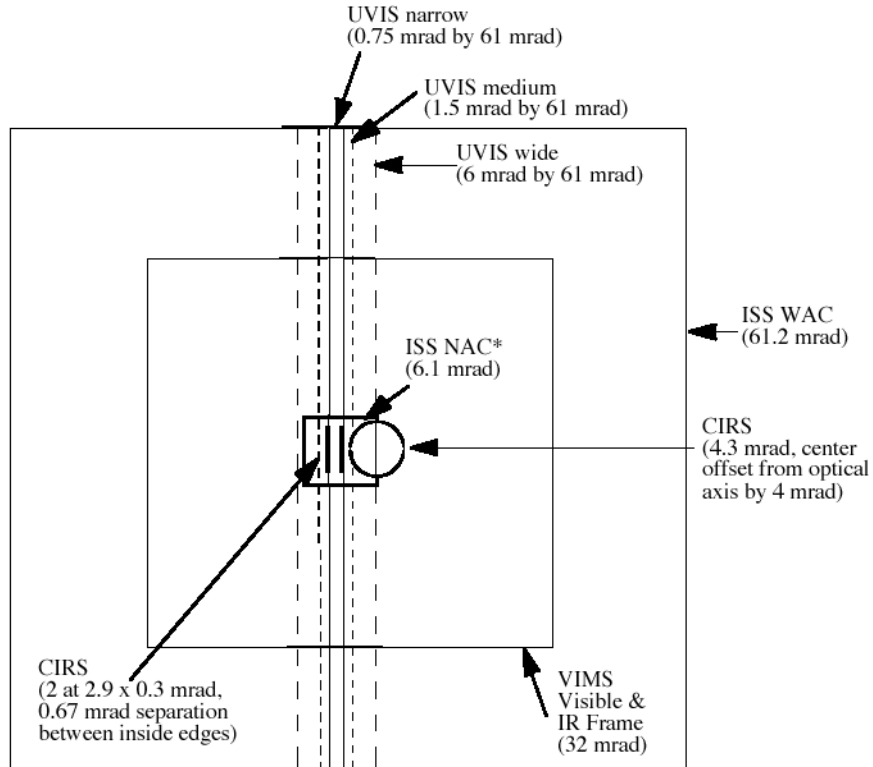 UVIS narrow
(0.75 mrad by 61 mrad)
UVIS medium
(1.5 mrad by 61 mrad)
UVIS wide
(6 mrad by 61 mrad)
ISS WAC
(61.2 mrad)
ISS NAC*
(6.1 mrad)
CIRS
(4.3 mrad, center
offset from optical
axis by 4 mrad)
CIRS
(2 at 2.9 x 0.3 mrad,
0.67 mrad separation
between inside edges)
VIMS
Visible &
IR Frame
(32 mrad)